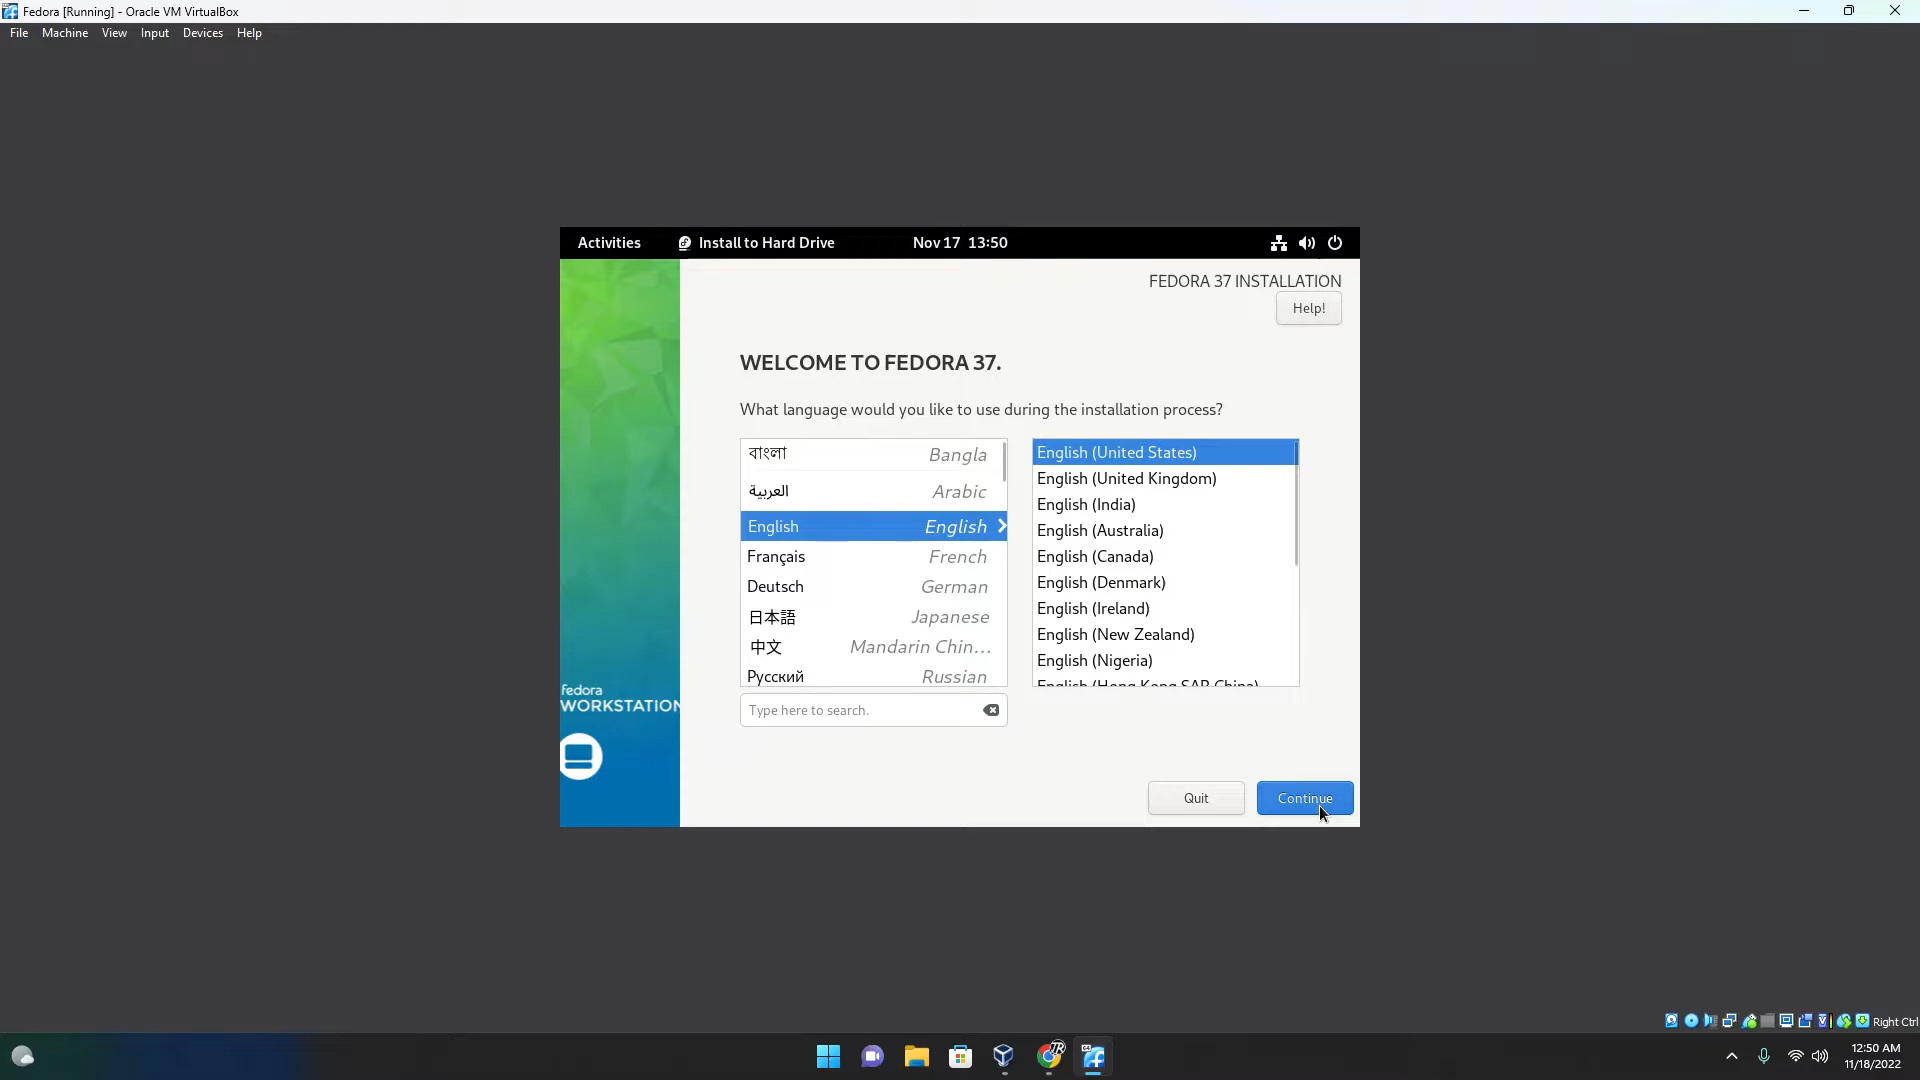 Fedora [Running] - Oracle VM VirtualBox
File Machine View Input Devices Help
Activities Install to Hard Drive Nov 17 13:50
FEDORA 37 INSTALLATION
Help!
WELCOME TO FEDORA 37.
What language would you like to use during the installation process?
বাংলা Bangla
العربية Arabic
English English
Français French
Deutsch German
日本語 Japanese
中文 Mandarin Chin...
Русский Russian
English (United States)
English (United Kingdom)
English (India)
English (Australia)
English (Canada)
English (Denmark)
English (Ireland)
English (New Zealand)
English (Nigeria)
English (Hong Kong SAR China)
Type here to search.
fedora
WORKSTATION
Quit Continue
Right Ctrl
12:50 AM
11/18/2022